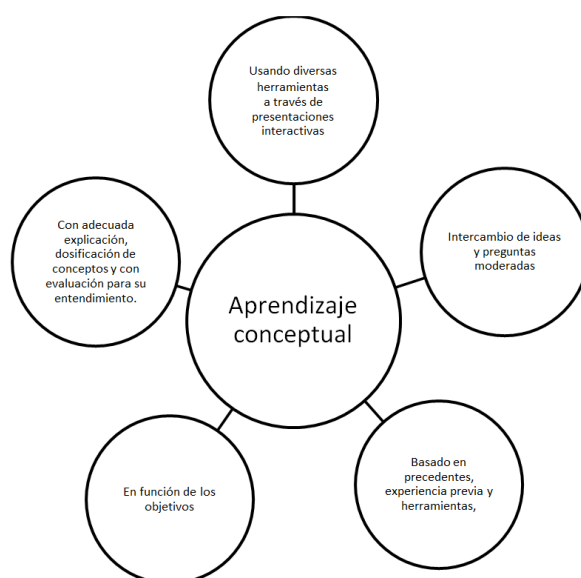 Usando diversas
herramientas
a través de
presentaciones
interactivas
Intercambio de ideas
y preguntas
moderadas
Basado en
precedentes,
experiencia previa y
herramientas,
En función de los
objetivos
Con adecuada
explicación,
dosificación de
conceptos y con
evaluación para su
entendimiento.
Aprendizaje
conceptual